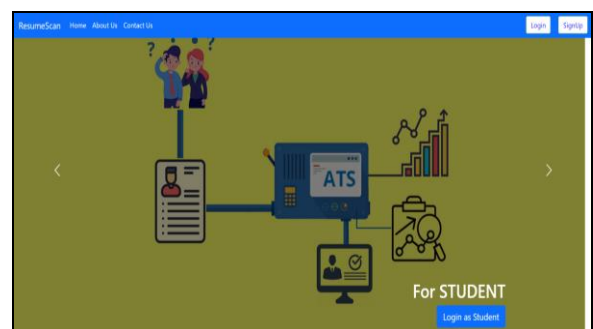 ResumeScan Home About Us Contact Us Login SignUp
? ?
ATS
For STUDENT
Login as Student